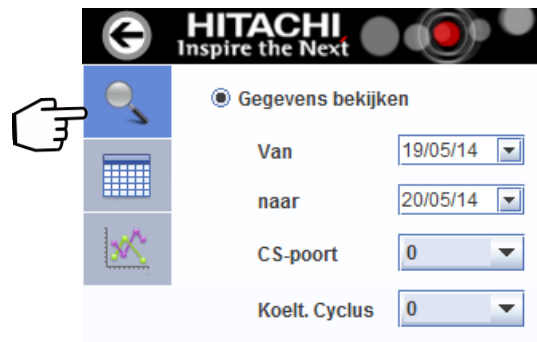 HITACHI
Inspire the Next
Gegevens bekijken
Van 19/05/14
naar 20/05/14
CS-poort 0
Koelt. Cyclus 0